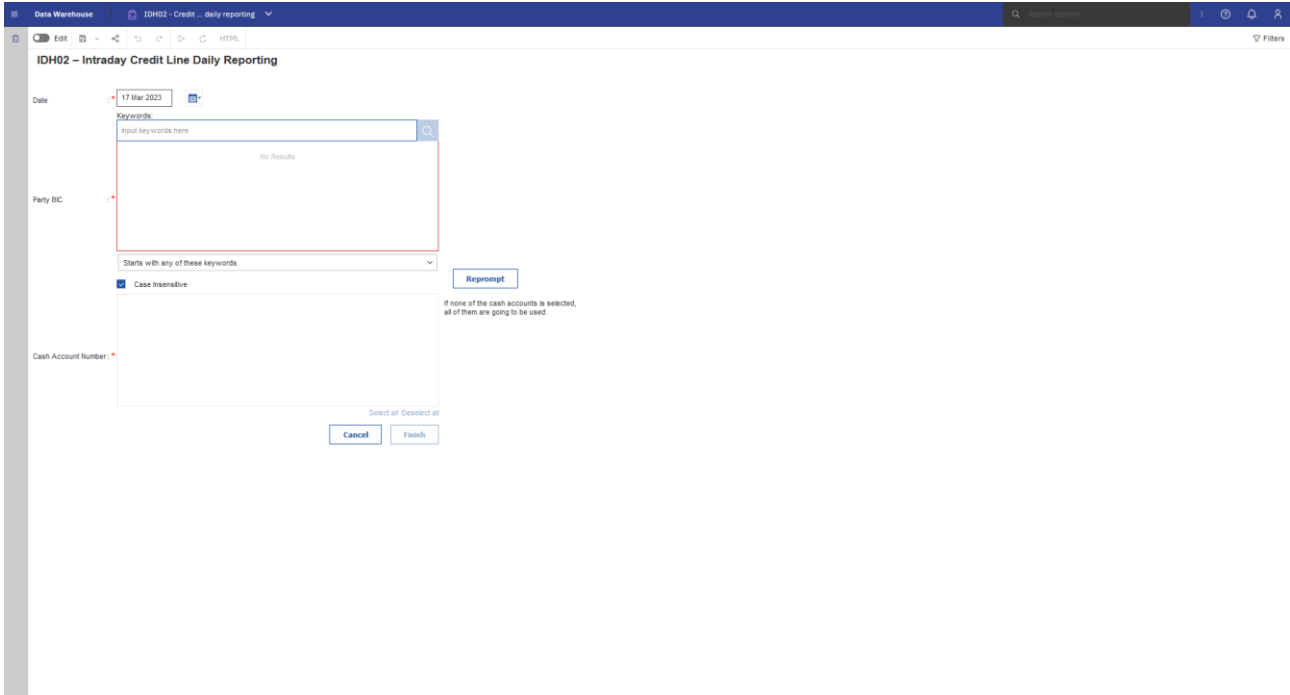 Data Warehouse
IDH02 - Credit ... daily reporting
Search content
Edit
HTML
Filters
IDH02 – Intraday Credit Line Daily Reporting
Date : * 17 Mar 2023
Keywords:
Input keywords here
No Results
Party BIC : *
Starts with any of these keywords
Case Insensitive
Reprompt
If none of the cash accounts is selected,
all of them are going to be used.
Cash Account Number : *
Select all Deselect all
Cancel
Finish